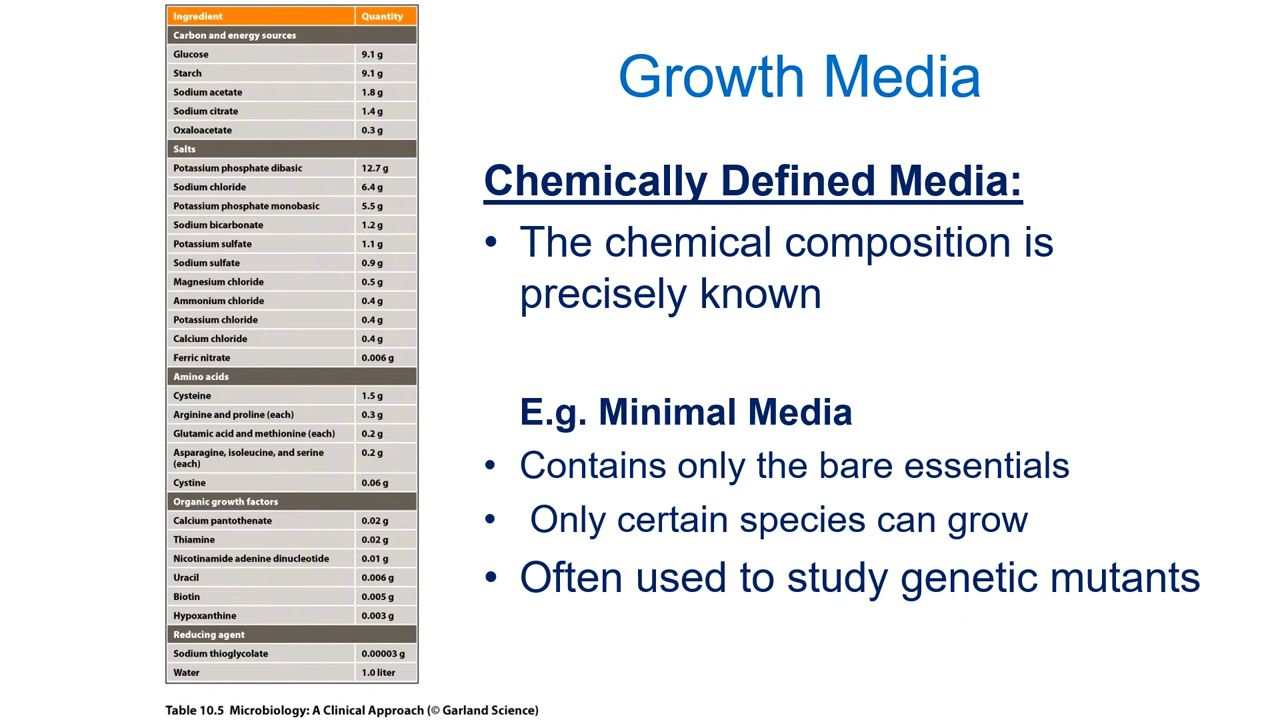 Ingredient Quantity
Carbon and energy sources
Glucose 9.1 g
Starch 9.1 g
Sodium acetate 1.8 g
Sodium citrate 1.4 g
Oxaloacetate 0.3 g
Salts
Potassium phosphate dibasic 12.7 g
Sodium chloride 6.4 g
Potassium phosphate monobasic 5.5 g
Sodium bicarbonate 1.2 g
Potassium sulfate 1.1 g
Sodium sulfate 0.9 g
Magnesium chloride 0.5 g
Ammonium chloride 0.4 g
Potassium chloride 0.4 g
Calcium chloride 0.4 g
Ferric nitrate 0.006 g
Amino acids
Cysteine 1.5 g
Arginine and proline (each) 0.3 g
Glutamic acid and methionine (each) 0.2 g
Asparagine, isoleucine, and serine 0.2 g
(each)
Cystine 0.06 g
Organic growth factors
Calcium pantothenate 0.02 g
Thiamine 0.02 g
Nicotinamide adenine dinucleotide 0.01 g
Uracil 0.006 g
Biotin 0.005 g
Hypoxanthine 0.003 g
Reducing agent
Sodium thioglycolate 0.00003 g
Water 1.0 liter
Table 10.5 Microbiology: A Clinical Approach (© Garland Science)
Growth Media
Chemically Defined Media:
• The chemical composition is
precisely known
E.g. Minimal Media
• Contains only the bare essentials
• Only certain species can grow
• Often used to study genetic mutants